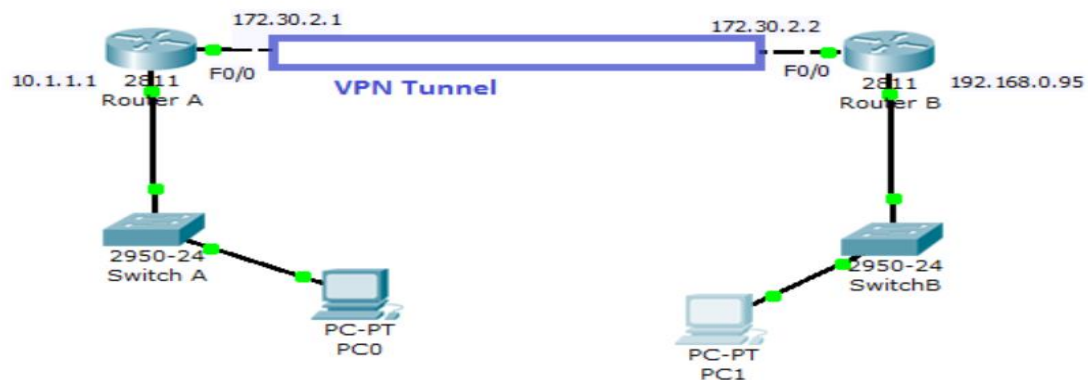 172.30.2.1
172.30.2.2
10.1.1.1
2811
Router A
F0/0
VPN Tunnel
F0/0
2811
Router B
192.168.0.95
2950-24
Switch A
2950-24
SwitchB
PC-PT
PC0
PC-PT
PC1